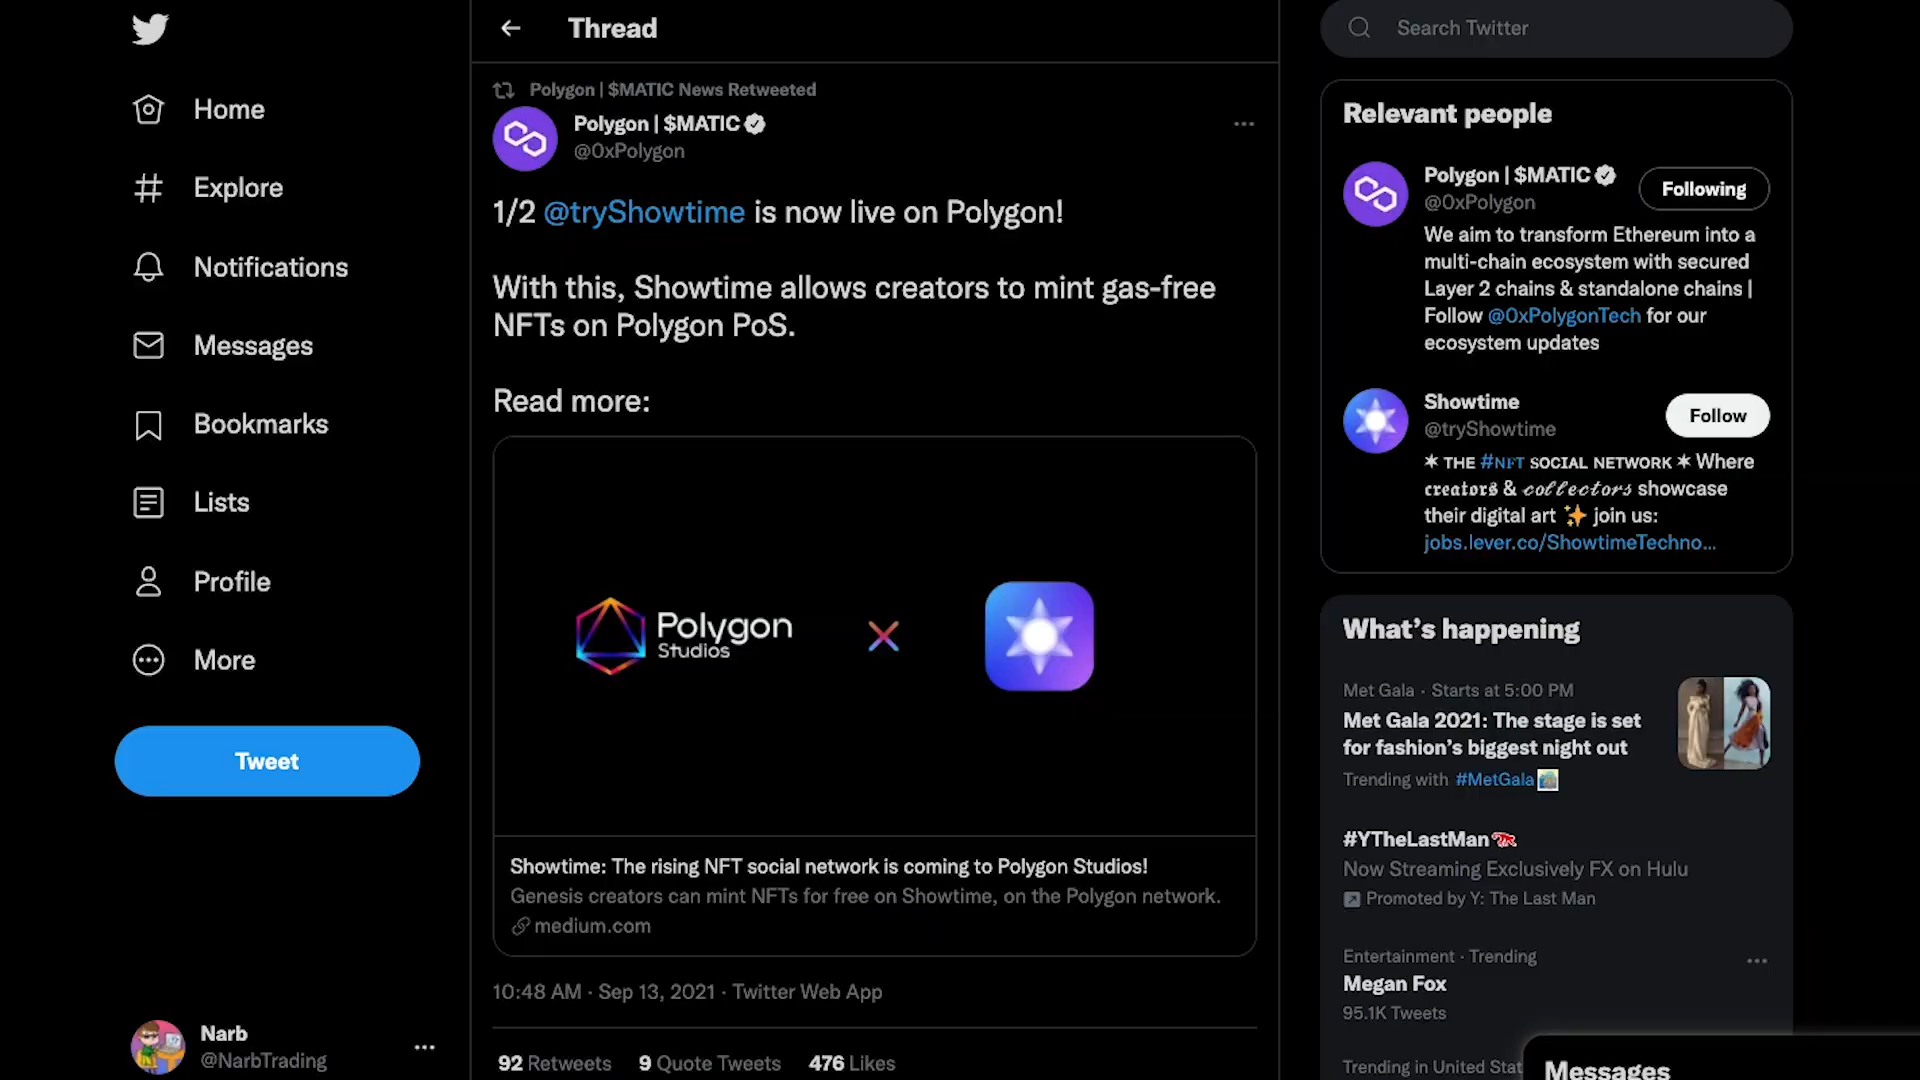 Home
Explore
Notifications
Messages
Bookmarks
Lists
Profile
More
Tweet
Narb
@NarbTrading
Thread
Polygon | $MATIC News Retweeted
Polygon | $MATIC
@0xPolygon
1/2 @tryShowtime is now live on Polygon!
With this, Showtime allows creators to mint gas-free
NFTs on Polygon PoS.
Read more:
Polygon
Studios
Showtime: The rising NFT social network is coming to Polygon Studios!
Genesis creators can mint NFTs for free on Showtime, on the Polygon network.
medium.com
10:48 AM · Sep 13, 2021 · Twitter Web App
92 Retweets 9 Quote Tweets 476 Likes
Search Twitter
Relevant people
Polygon | $MATIC
@0xPolygon
Following
We aim to transform Ethereum into a
multi-chain ecosystem with secured
Layer 2 chains & standalone chains |
Follow @0xPolygonTech for our
ecosystem updates
Showtime
@tryShowtime
Follow
✶ ᴛʜᴇ #ɴꜰᴛ ꜱᴏᴄɪᴀʟ ɴᴇᴛᴡᴏʀᴋ ✶ Where
𝖈𝖗𝖊𝖆𝖙𝖔𝖗𝖘 & 𝓬𝓸𝓵𝓵𝓮𝓬𝓽𝓸𝓻𝓼 showcase
their digital art ✨ join us:
jobs.lever.co/ShowtimeTechno…
What's happening
Met Gala · Starts at 5:00 PM
Met Gala 2021: The stage is set
for fashion's biggest night out
Trending with #MetGala
#YTheLastMan
Now Streaming Exclusively FX on Hulu
Promoted by Y: The Last Man
Entertainment · Trending
Megan Fox
95.1K Tweets
Trending in United Stat
Messages